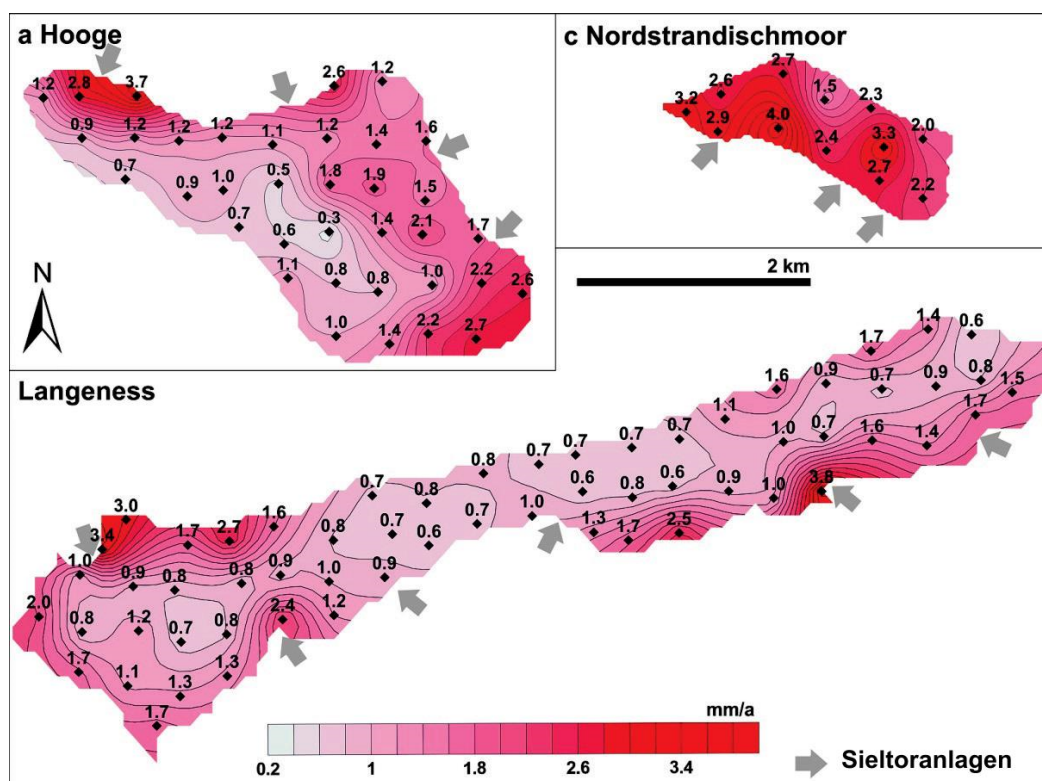 a Hooge
1.2 2.8 3.7 2.6 1.2
0.9 1.2 1.2 1.2 1.1 1.2 1.4 1.6
0.7 0.9 1.0 0.5 1.8 1.9 1.5
0.7 0.6 0.3 1.4 2.1 1.7
1.1 0.8 0.8 1.0 2.2 2.6
1.0 1.4 2.2 2.7
N
c Nordstrandischmoor
3.2 2.6 2.7 1.5 2.3
2.9 4.0 2.4 3.3 2.0
2.7 2.2
2 km
Langeness
1.7 1.4 0.6
1.6 0.9 0.7 0.9 0.8 1.5
1.1 1.0 0.7 1.6 1.4 1.7
0.8 0.7 0.7 0.7 0.7
0.7 0.8 0.6 0.8 0.6 0.9 1.0 3.8
3.4 3.0 1.7 2.7 1.6 0.8 0.7 0.6 0.7 1.0 1.3 1.7 2.5
1.0 0.9 0.8 0.8 0.9 1.0 0.9
2.0 0.8 1.2 0.7 0.8 2.4 1.2
1.7 1.1 1.3 1.3
1.7
mm/a
0.2 1 1.8 2.6 3.4
Sieltoranlagen